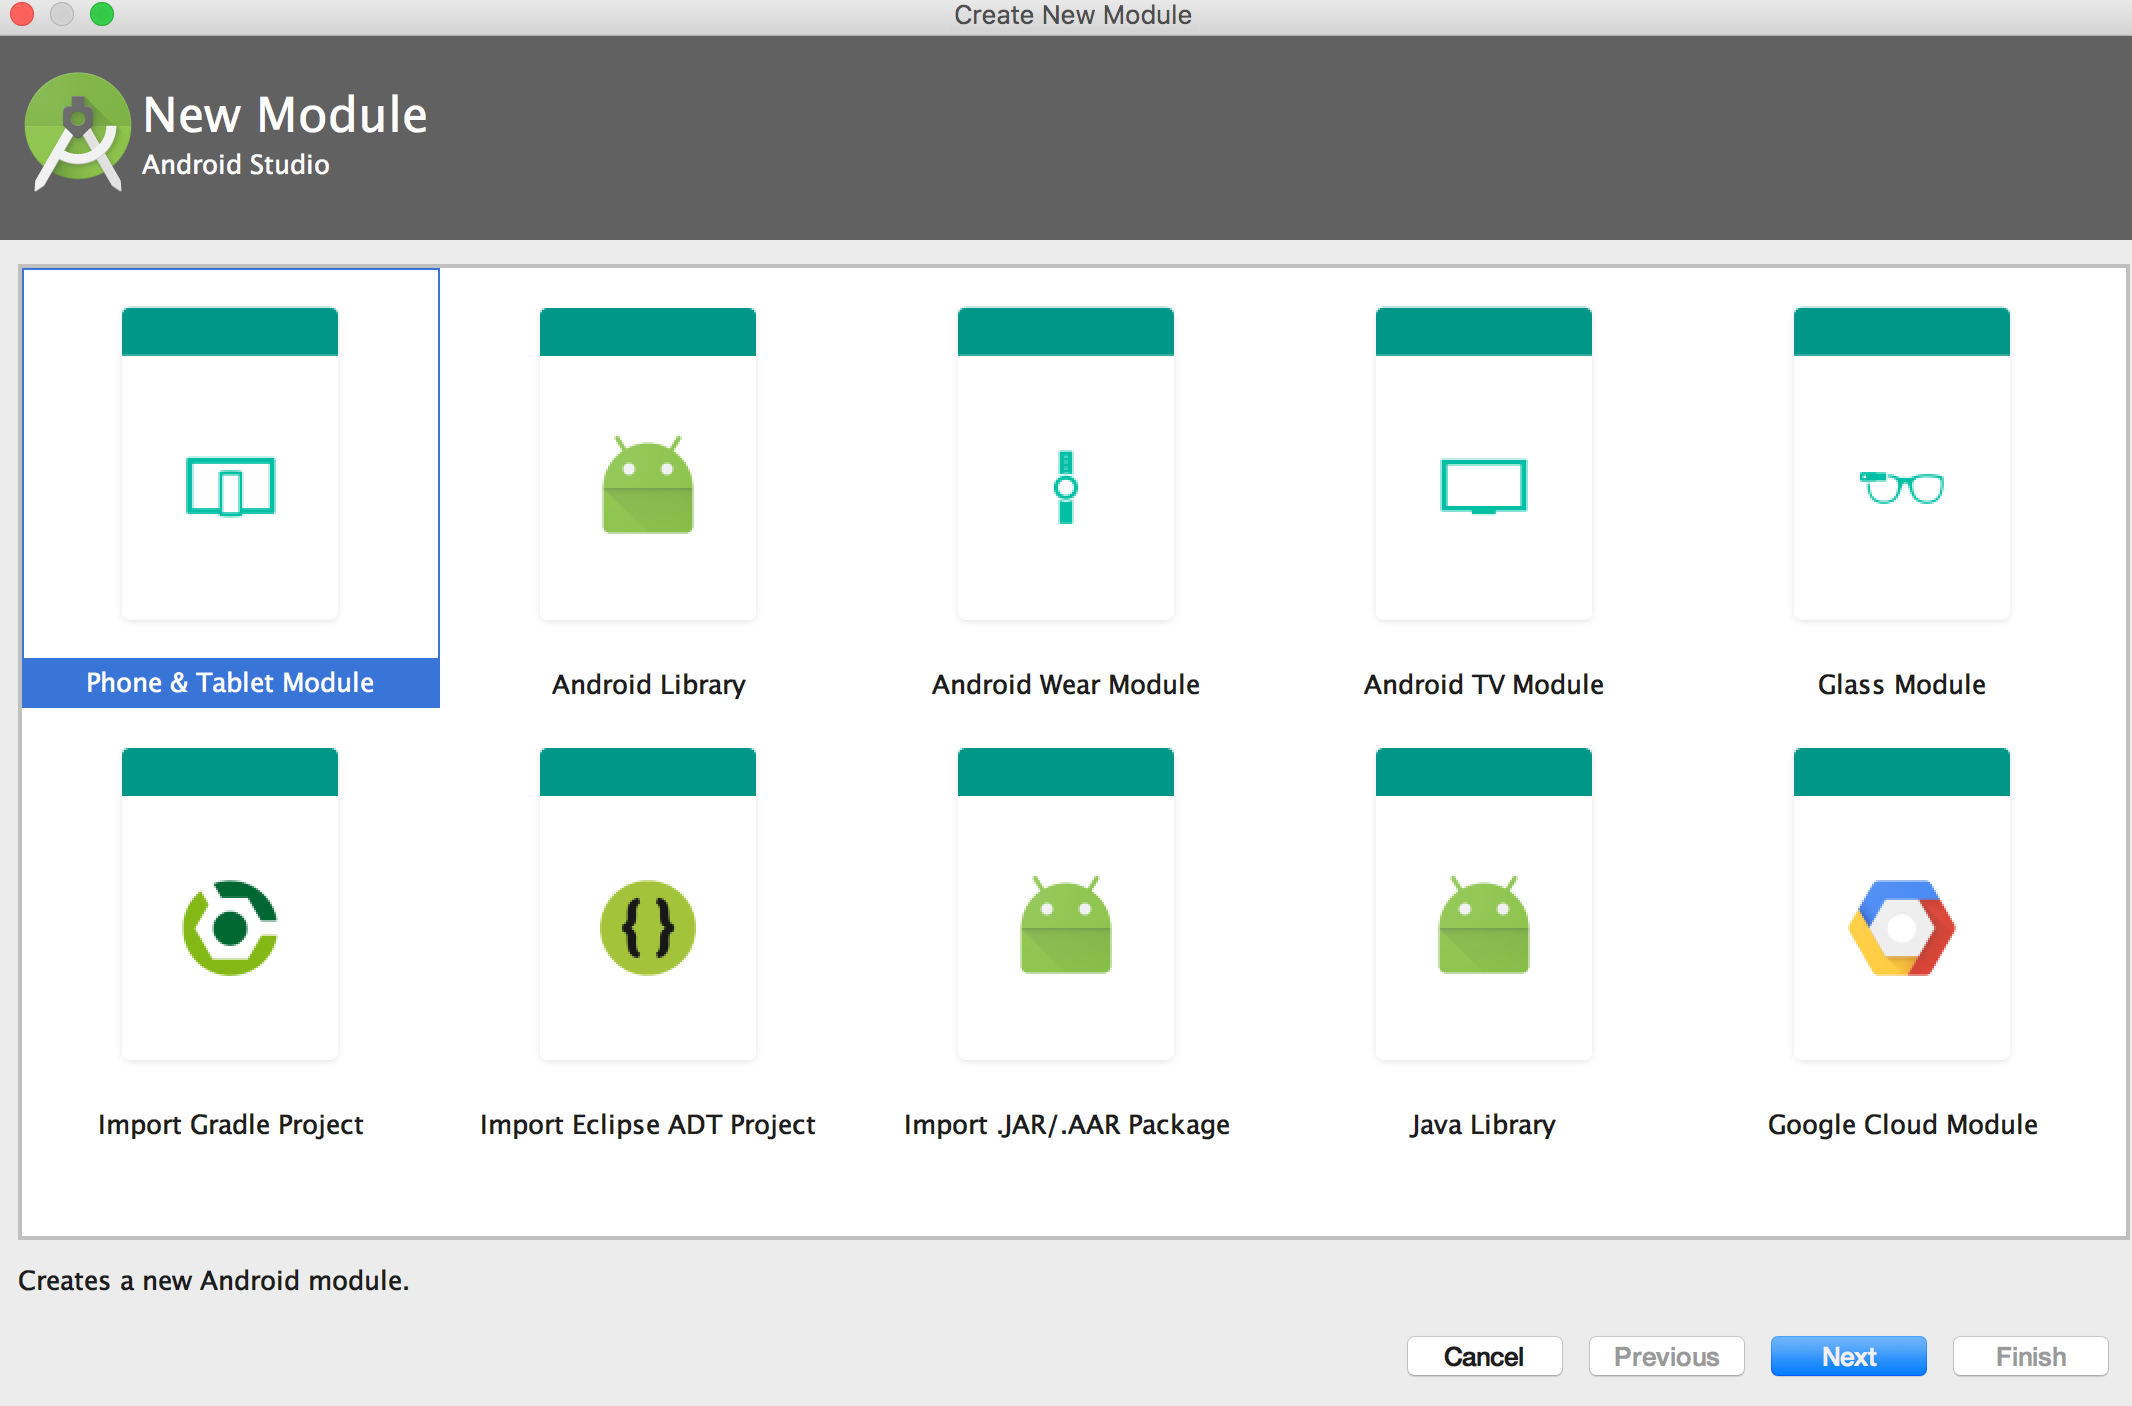 Create New Module
New Module
Android Studio
Phone & Tablet Module
Android Library
Android Wear Module
Android TV Module
Glass Module
{ }
Import Gradle Project
Import Eclipse ADT Project
Import .JAR/.AAR Package
Java Library
Google Cloud Module
Creates a new Android module.
Cancel
Previous
Next
Finish